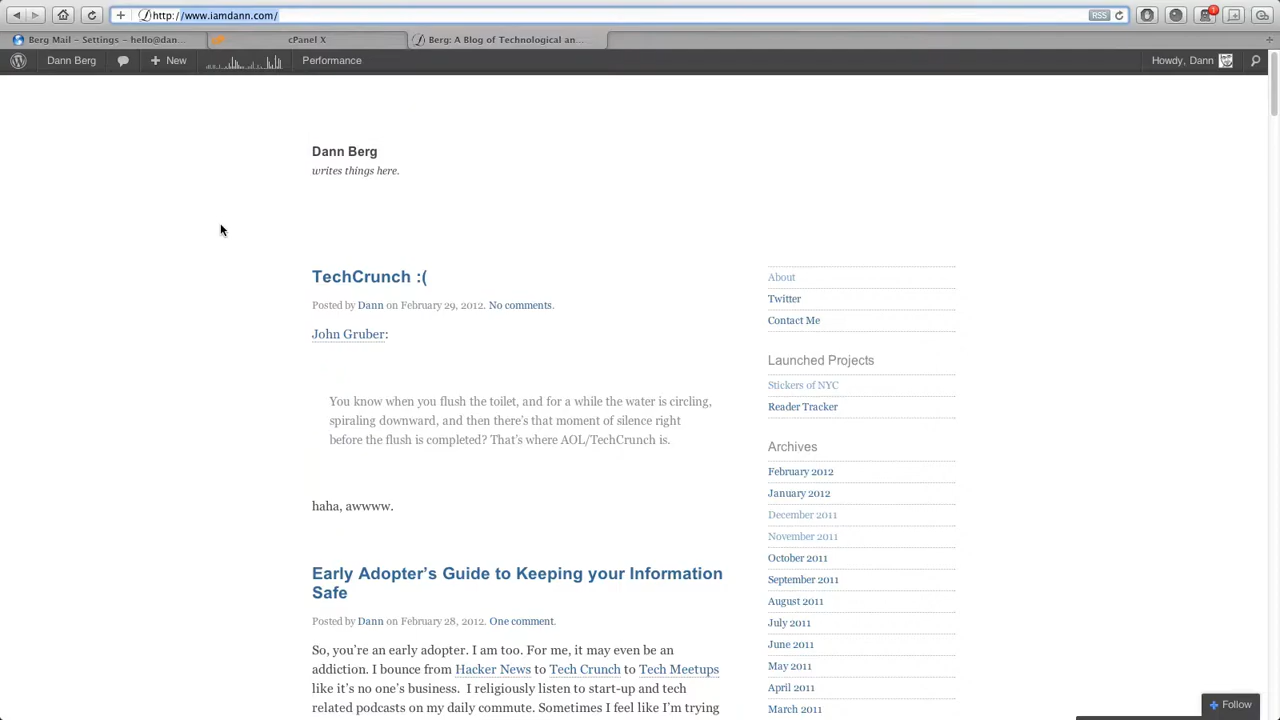 http://www.iamdann.com/
RSS
1
Berg Mail – Settings – hello@dan...
cPanel X
Berg: A Blog of Technological an...
Dann Berg
New
Performance
Howdy, Dann
Dann Berg
writes things here.
TechCrunch :(
Posted by Dann on February 29, 2012. No comments.
John Gruber:
You know when you flush the toilet, and for a while the water is circling,
spiraling downward, and then there's that moment of silence right
before the flush is completed? That's where AOL/TechCrunch is.
haha, awwww.
Early Adopter's Guide to Keeping your Information
Safe
Posted by Dann on February 28, 2012. One comment.
So, you're an early adopter. I am too. For me, it may even be an
addiction. I bounce from Hacker News to Tech Crunch to Tech Meetups
like it's no one's business.  I religiously listen to start-up and tech
related podcasts on my daily commute. Sometimes I feel like I'm trying
About
Twitter
Contact Me
Launched Projects
Stickers of NYC
Reader Tracker
Archives
February 2012
January 2012
December 2011
November 2011
October 2011
September 2011
August 2011
July 2011
June 2011
May 2011
April 2011
March 2011
Follow